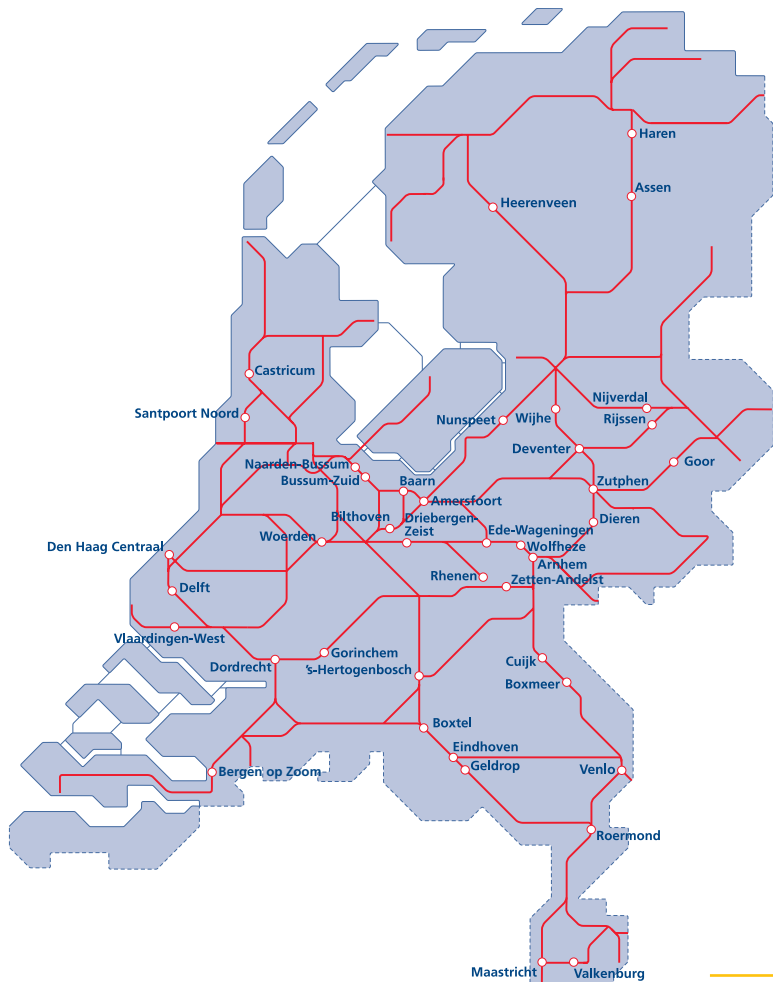 Haren
Assen
Heerenveen
Castricum
Nijverdal
Santpoort Noord
Nunspeet
Wijhe
Rijssen
Deventer
Naarden-Bussum
Goor
Bussum-Zuid
Baarn
Zutphen
Amersfoort
Bilthoven
Driebergen-
Zeist
Ede-Wageningen
Dieren
Woerden
Den Haag Centraal
Wolfheze
Arnhem
Rhenen
Zetten-Andelst
Delft
Vlaardingen-West
Gorinchem
Dordrecht
's-Hertogenbosch
Cuijk
Boxmeer
Boxtel
Eindhoven
Geldrop
Venlo
Bergen op Zoom
Roermond
Maastricht
Valkenburg